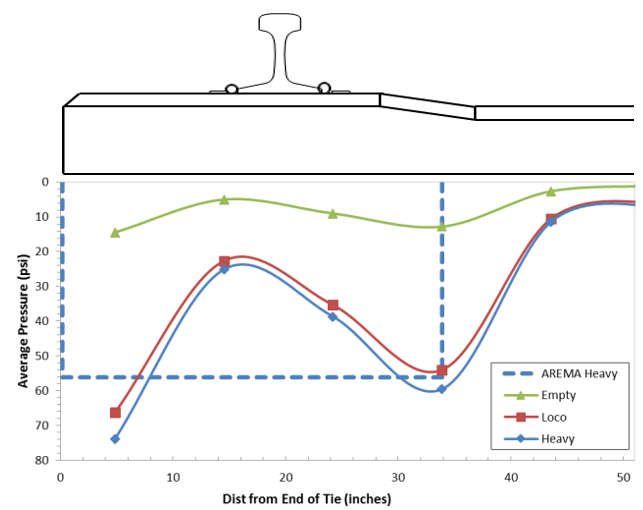 0
10
20
30
40
50
60
70
80
Average Pressure (psi)
AREMA Heavy
Empty
Loco
Heavy
0 10 20 30 40 50
Dist from End of Tie (inches)